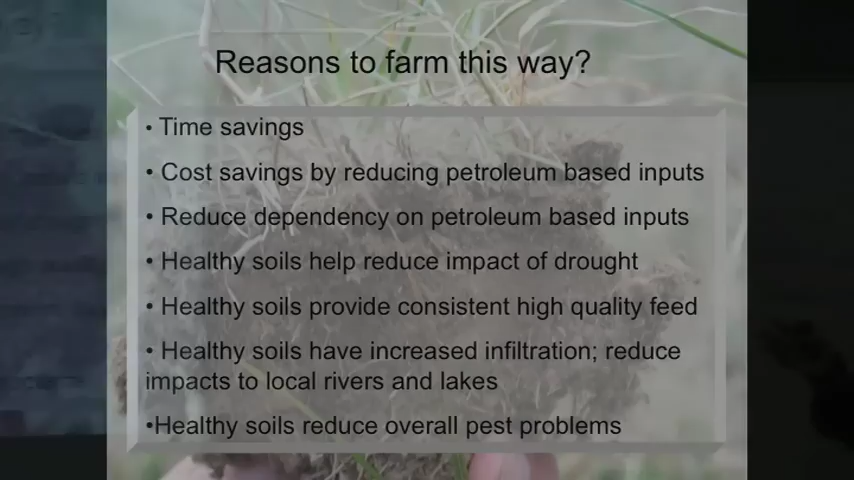 Reasons to farm this way?
• Time savings
• Cost savings by reducing petroleum based inputs
• Reduce dependency on petroleum based inputs
• Healthy soils help reduce impact of drought
• Healthy soils provide consistent high quality feed
• Healthy soils have increased infiltration; reduce
impacts to local rivers and lakes
•Healthy soils reduce overall pest problems